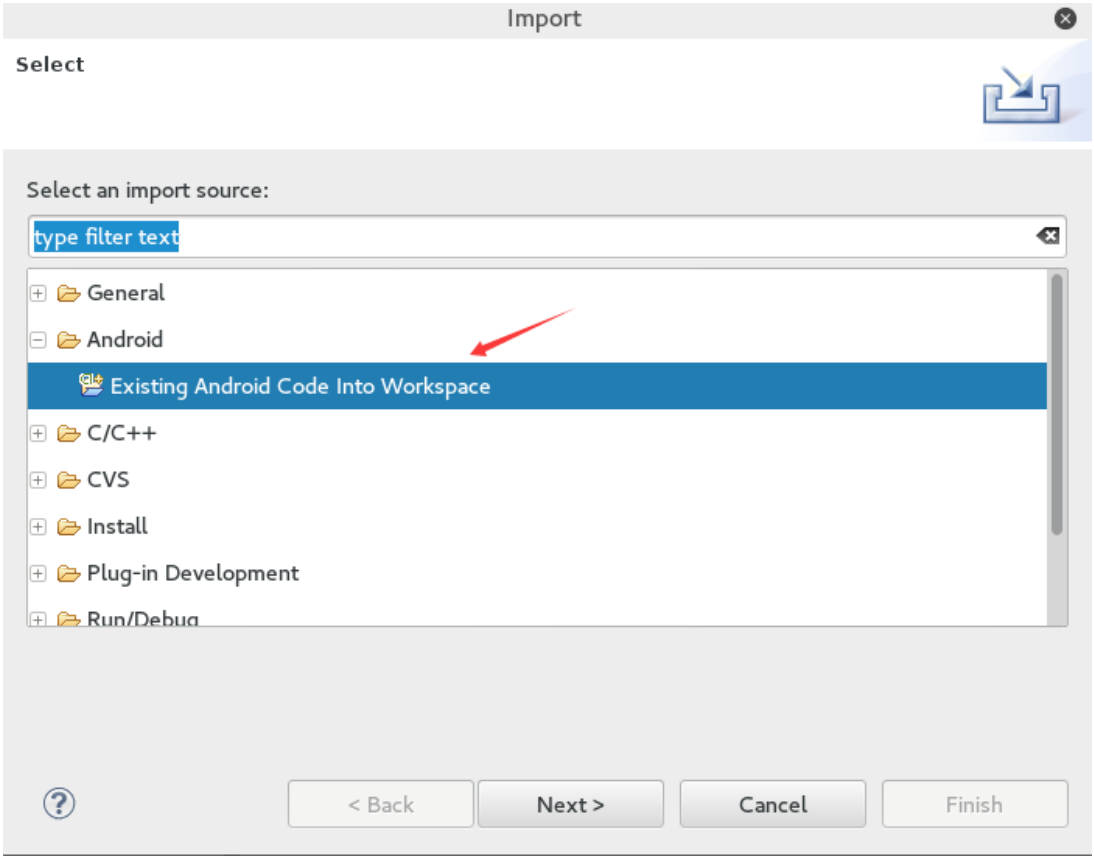 Import
Select
Select an import source:
type filter text
General
Android
Existing Android Code Into Workspace
C/C++
CVS
Install
Plug-in Development
Run/Debug
< Back
Next >
Cancel
Finish